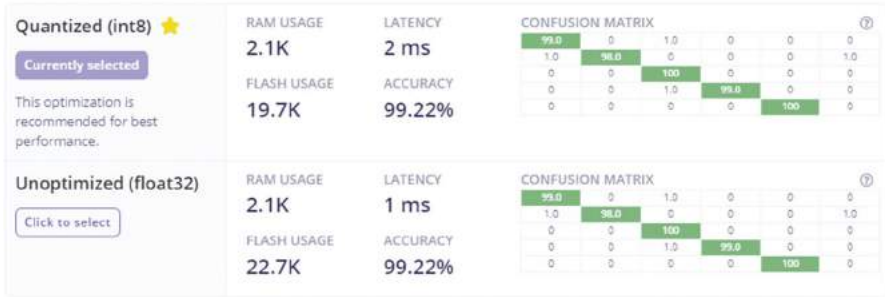 Quantized (int8)
Currently selected
This optimization is
recommended for best
performance.
RAM USAGE
2.1K
LATENCY
2 ms
FLASH USAGE
19.7K
ACCURACY
99.22%
CONFUSION MATRIX ?
99.0 0 1.0 0 0 0
1.0 98.0 0 0 0 1.0
0 0 100 0 0 0
0 0 1.0 99.0 0 0
0 0 0 0 100 0
Unoptimized (float32)
Click to select
RAM USAGE
2.1K
LATENCY
1 ms
FLASH USAGE
22.7K
ACCURACY
99.22%
CONFUSION MATRIX ?
99.0 0 1.0 0 0 0
1.0 98.0 0 0 0 1.0
0 0 100 0 0 0
0 0 1.0 99.0 0 0
0 0 0 0 100 0